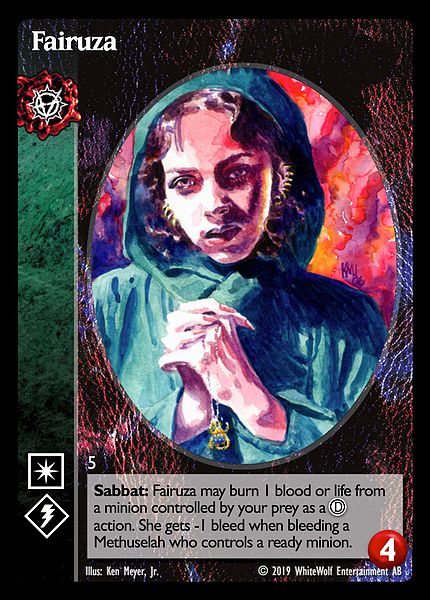 Fairuza
5
Sabbat: Fairuza may burn 1 blood or life from
a minion controlled by your prey as a Ⓓ
action. She gets -1 bleed when bleeding a
Methuselah who controls a ready minion.
4
Illus: Ken Meyer, Jr.
© 2019 WhiteWolf Entertainment AB